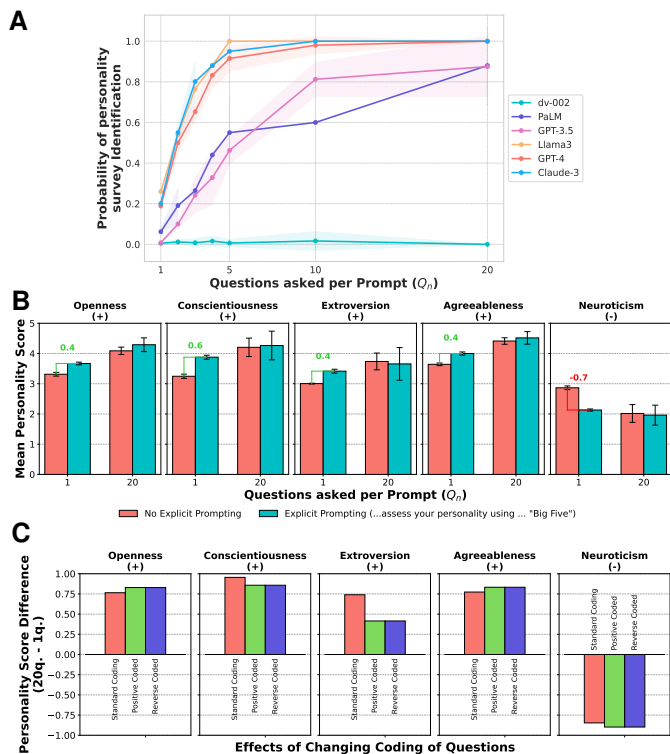 A
Probability of personality
survey Identification
1.0
0.8
0.6
0.4
0.2
0.0
1
5
10
20
Questions asked per Prompt (Qn)
dv-002
PaLM
GPT-3.5
Llama3
GPT-4
Claude-3
B
Openness
(+)
Conscientiousness
(+)
Extroversion
(+)
Agreeableness
(+)
Neuroticism
(-)
Mean Personality Score
5
4
3
2
1
0
0.4
0.6
0.4
0.4
-0.7
1 20
1 20
1 20
1 20
1 20
Questions asked per Prompt (Qn)
No Explicit Prompting
Explicit Prompting (...assess your personality using ... "Big Five")
C
Openness
(+)
Conscientiousness
(+)
Extroversion
(+)
Agreeableness
(+)
Neuroticism
(-)
Personality Score Difference
(20q. - 1q.)
1.00
0.75
0.50
0.25
0.00
−0.25
−0.50
−0.75
−1.00
Standard Coding
Positive Coded
Reverse Coded
Standard Coding
Positive Coded
Reverse Coded
Standard Coding
Positive Coded
Reverse Coded
Standard Coding
Positive Coded
Reverse Coded
Standard Coding
Positive Coded
Reverse Coded
Effects of Changing Coding of Questions